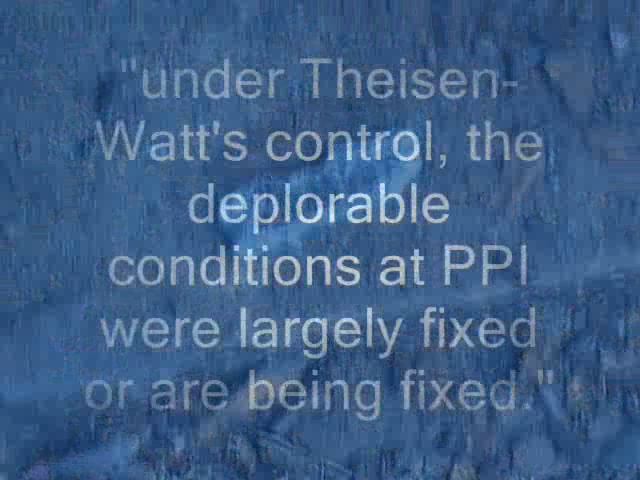 "under Theisen-
Watt's control, the
deplorable
conditions at PPI
were largely fixed
or are being fixed."